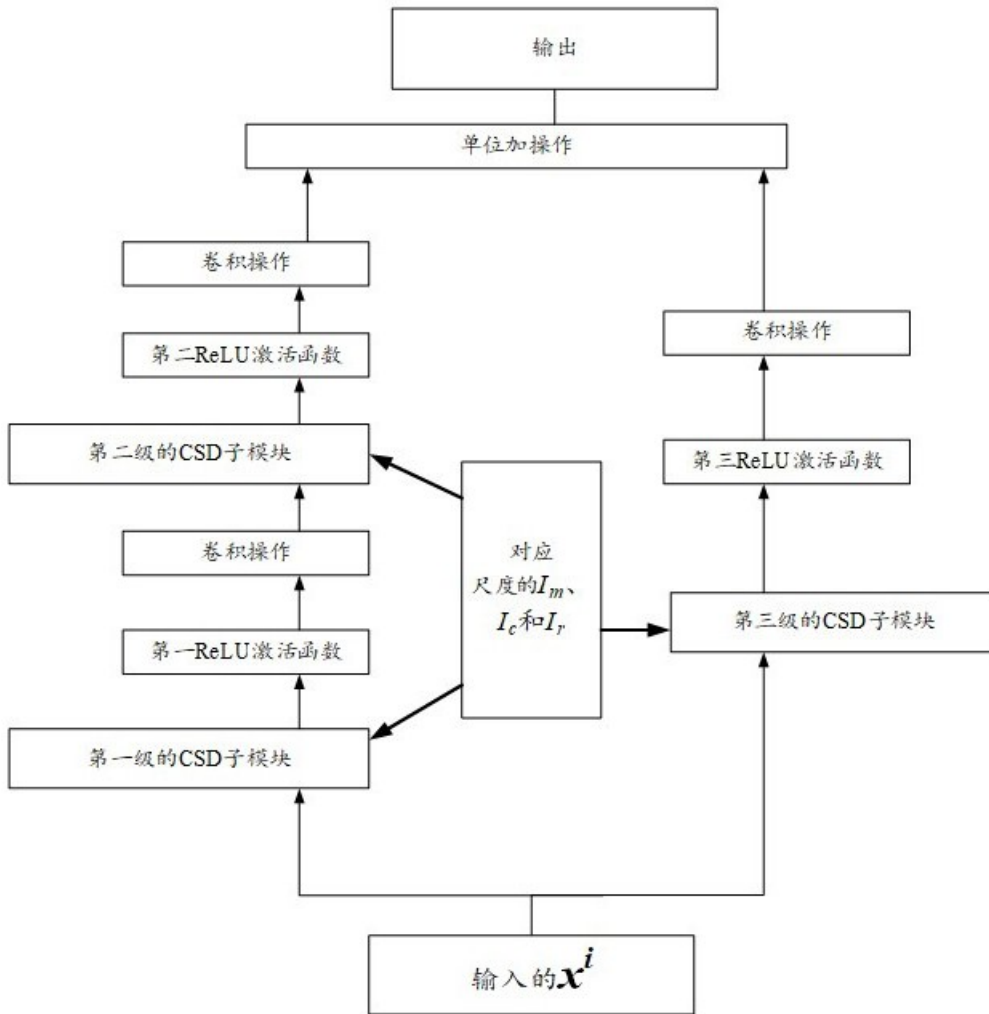 输出
单位加操作
卷积操作
卷积操作
第二ReLU激活函数
第二级的CSD子模块
第三ReLU激活函数
卷积操作
对应
尺度的Iₘ、
I_c和Iᵣ
第三级的CSD子模块
第一ReLU激活函数
第一级的CSD子模块
输入的xⁱ